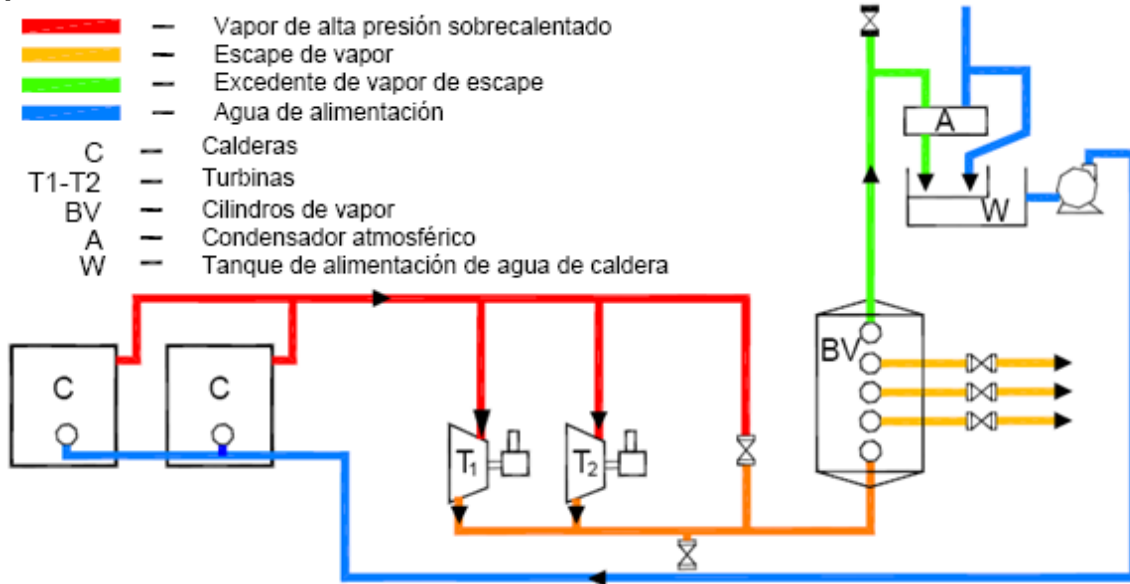 — Vapor de alta presión sobrecalentado
— Escape de vapor
— Excedente de vapor de escape
— Agua de alimentación
C — Calderas
T1-T2 — Turbinas
BV — Cilindros de vapor
A — Condensador atmosférico
W — Tanque de alimentación de agua de caldera
A
W
BV
C
C
T₁
T₂